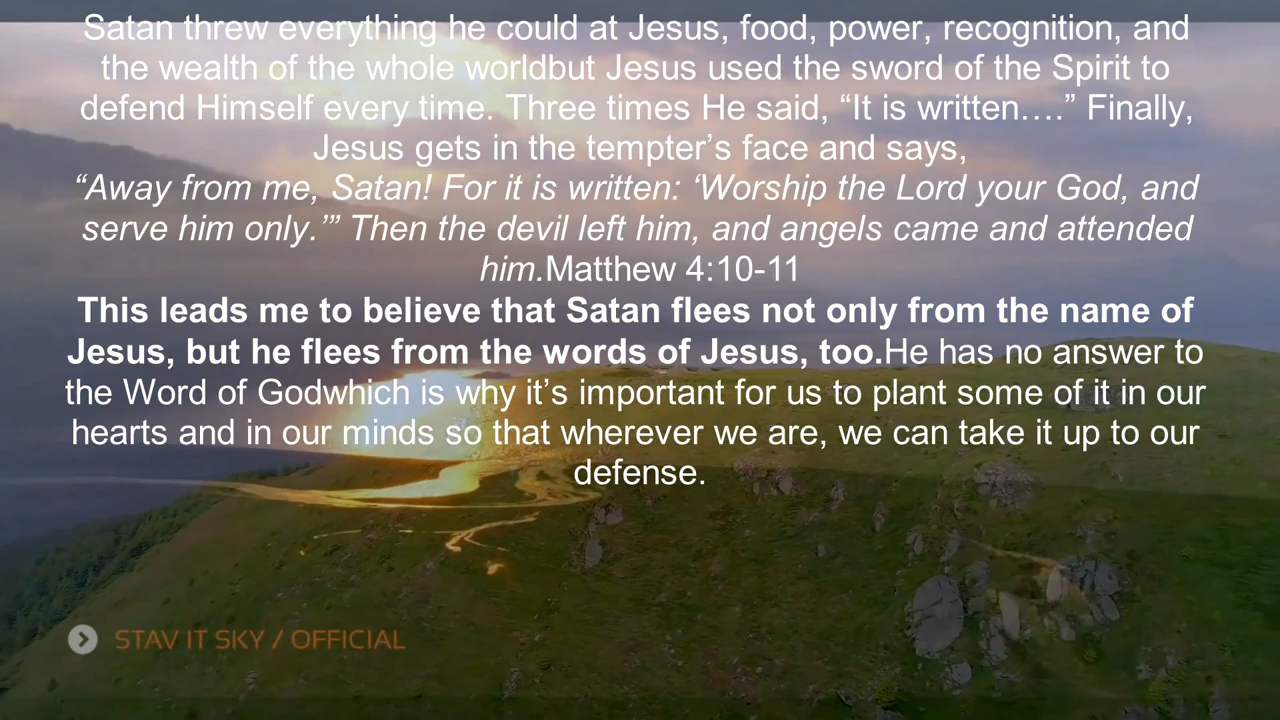 Satan threw everything he could at Jesus, food, power, recognition, and
the wealth of the whole worldbut Jesus used the sword of the Spirit to
defend Himself every time. Three times He said, “It is written….” Finally,
Jesus gets in the tempter’s face and says,
“Away from me, Satan! For it is written: ‘Worship the Lord your God, and
serve him only.’” Then the devil left him, and angels came and attended
him.Matthew 4:10-11
This leads me to believe that Satan flees not only from the name of
Jesus, but he flees from the words of Jesus, too.He has no answer to
the Word of Godwhich is why it’s important for us to plant some of it in our
hearts and in our minds so that wherever we are, we can take it up to our
defense.
STAV IT SKY / OFFICIAL